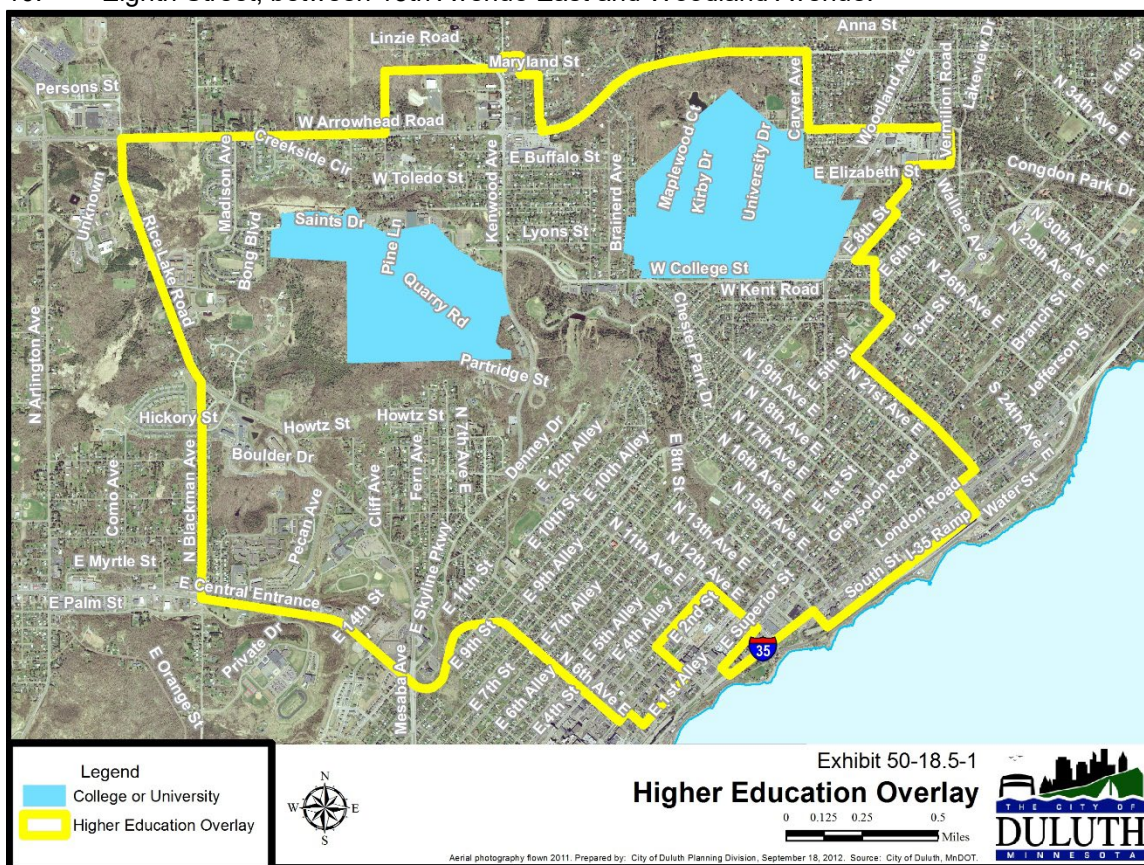 10. Eighth Street, between 15th Avenue East and Woodland Avenue.
Linzie Road
Anna St
Maryland St
Persons St
Woodland Ave
Vermillion Road
Lakeview Dr
E 4th St
N 34th Ave E
Carver Ave
W Arrowhead Road
Creekside Cir
Madison Ave
E Buffalo St
W Toledo St
Kenwood Ave
Brainerd Ave
Maplewood Ct
Kirby Dr
University Dr
E Elizabeth St
Congdon Park Dr
Wallace Ave
Unknown
Rice Lake Road
Bong Blvd
Saints Dr
Pine Ln
Lyons St
Quarry Rd
E 8th St
E 6th St
N 30th Ave E
N 29th Ave E
W College St
W Kent Road
N 26th Ave E
E 3rd St
Branch St
Jefferson St
N Arlington Ave
Partridge St
Chester Park Dr
N 19th Ave E
E 5th St
N 21st Ave E
S 24th Ave E
Hickory St
Howtz St
Howtz St
N 7th Ave E
Denney Dr
E 12th Alley
E 10th Alley
E 8th St
N 18th Ave E
N 17th Ave E
N 16th Ave E
N 15th Ave E
E 1st St
Greysolon Road
London Road
Water St
I-35 Ramp
South St
Boulder Dr
Como Ave
N Blackman Ave
Pecan Ave
Cliff Ave
Fern Ave
E Skyline Pkwy
E 10th St
E 9th Alley
E 11th St
N 13th Ave E
N 12th Ave E
N 11th Ave E
E Myrtle St
E Palm St
E Central Entrance
E 14th St
E 9th St
E 7th Alley
E 5th Alley
E 4th Alley
E 2nd St
E Superior St
35
Private Dr
E Orange St
Mesaba Ave
E 7th St
E 6th Alley
E 4th St
N 6th Ave E
E 1st Alley
Legend
College or University
Higher Education Overlay
N
W E
S
Exhibit 50-18.5-1
Higher Education Overlay
0 0.125 0.25 0.5
Miles
THE CITY OF
DULUTH
MINNESOTA
Aerial photography flown 2011. Prepared by: City of Duluth Planning Division, September 18, 2012. Source: City of Duluth, MnDOT.